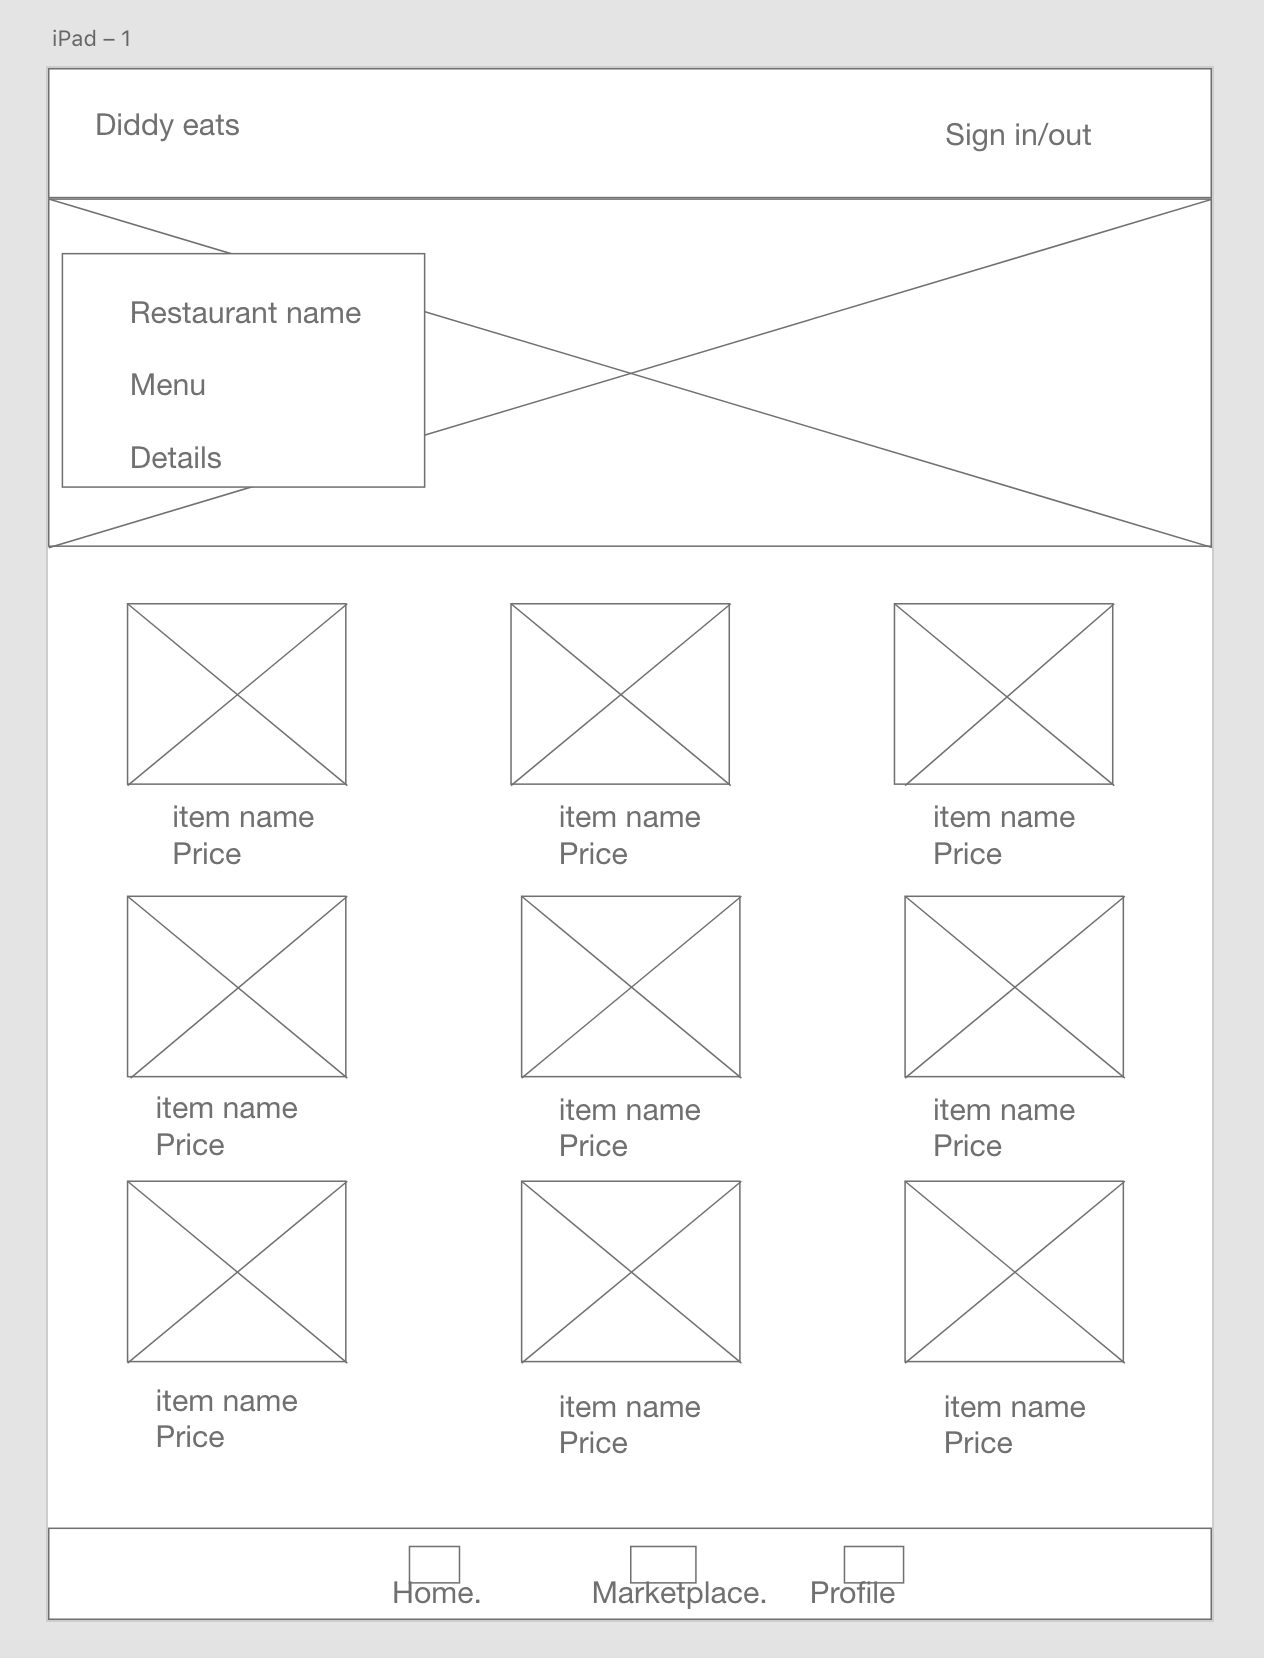 iPad – 1
Diddy eats
Sign in/out
Restaurant name
Menu
Details
item name
Price
item name
Price
item name
Price
item name
Price
item name
Price
item name
Price
item name
Price
item name
Price
item name
Price
Home.
Marketplace.
Profile